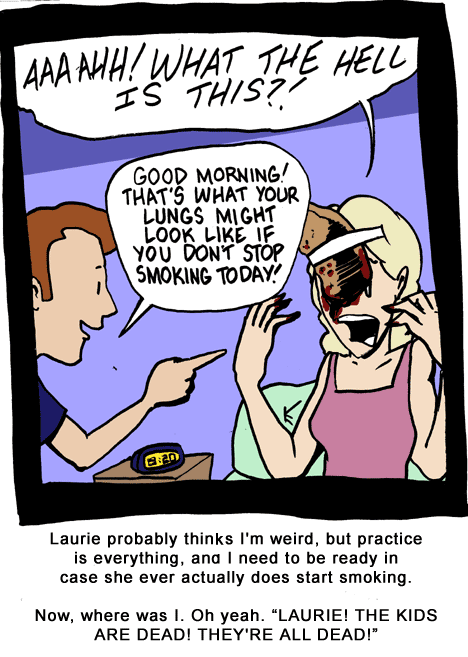 AAAAHH! WHAT THE HELL
IS THIS?!
GOOD MORNING!
THAT'S WHAT YOUR
LUNGS MIGHT
LOOK LIKE IF
YOU DON'T STOP
SMOKING TODAY!
Laurie probably thinks I'm weird, but practice
is everything, and I need to be ready in
case she ever actually does start smoking.
Now, where was I. Oh yeah. “LAURIE! THE KIDS
ARE DEAD! THEY'RE ALL DEAD!”